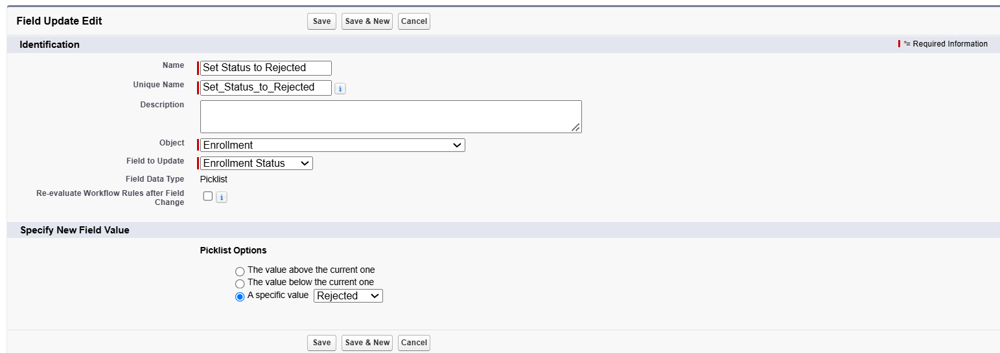 Field Update Edit Save Save & New Cancel
Identification *= Required Information
Name Set Status to Rejected
Unique Name Set_Status_to_Rejected i
Description
Object Enrollment
Field to Update Enrollment Status
Field Data Type Picklist
Re-evaluate Workflow Rules after Field
Change i
Specify New Field Value
Picklist Options
The value above the current one
The value below the current one
A specific value Rejected
Save Save & New Cancel